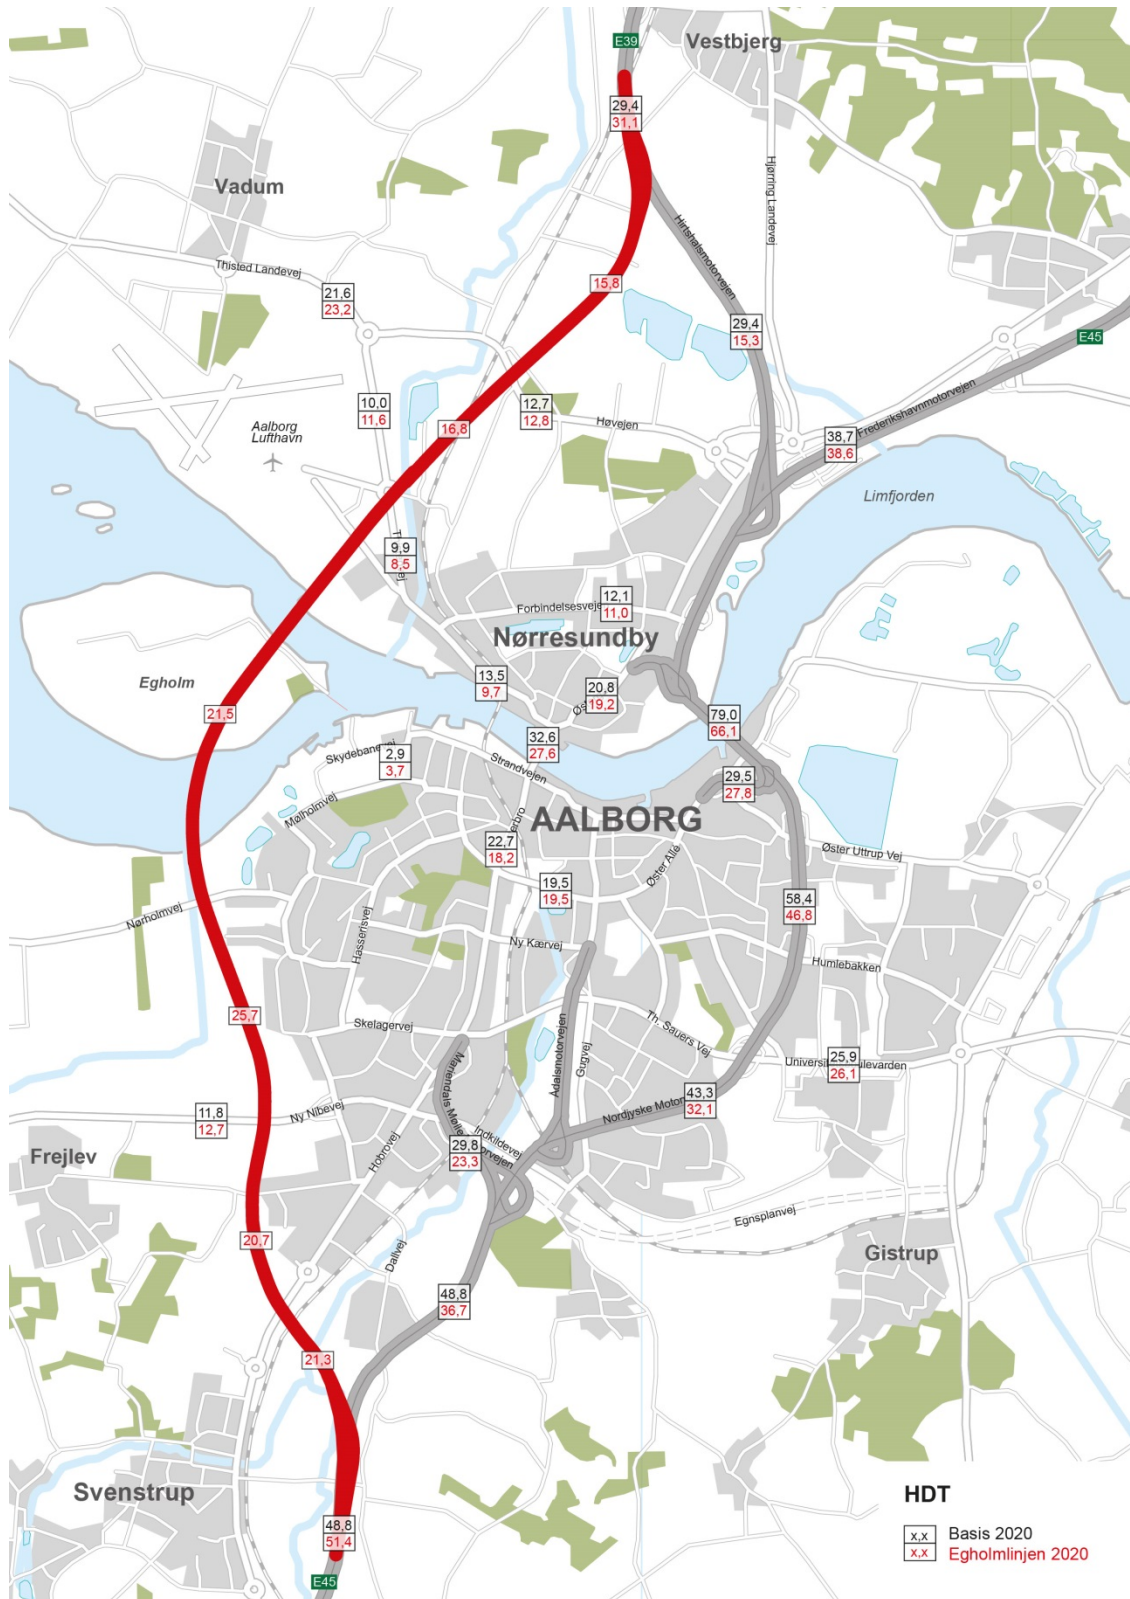 E39
Vestbjerg
29,4
31,1
Vadum
Hjørring Landevej
Hirtshalsmotorvejen
Thisted Landevej
15,8
21,6
23,2
29,4
15,3
E45
10,0
11,6
12,7
12,8
Høvejen
Frederikshavnmotorvejen
16,8
38,7
38,6
Aalborg
Lufthavn
Limfjorden
9,9
8,5
12,1
11,0
Forbindelsesveje
Nørresundby
Egholm
13,5
9,7
20,8
19,2
21,5
32,6
27,6
79,0
66,1
Skydebanevej
2,9
3,7
Strandvejen
29,5
27,8
Mølholmvej
AALBORG
22,7
18,2
Øster Allé
Øster Uttrup Vej
19,5
19,5
58,4
46,8
Nørholmvej
Hasserisvej
Ny Kærvej
Humlebakken
25,7
Skelagervej
Th. Sauers Vej
Ådalsmotorvejen
Gugvej
25,9
26,1
43,3
32,1
11,8
12,7
Ny Nibevej
Hobrovej
Indkildevej
29,8
23,3
Frejlev
Egnsplanvej
20,7
Dallvej
Gistrup
48,8
36,7
21,3
Svenstrup
48,8
51,4
E45
HDT
x,x Basis 2020
x,x Egholmlinjen 2020